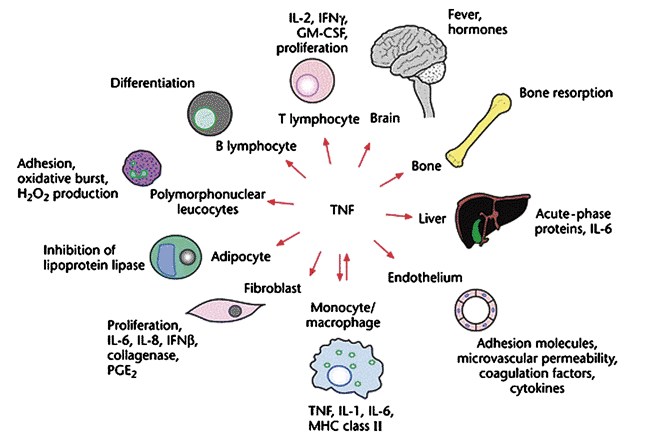 IL-2, IFNγ,
GM-CSF,
proliferation
T lymphocyte
Fever,
hormones
Brain
Bone resorption
Bone
Liver
Acute-phase
proteins, IL-6
Endothelium
Adhesion molecules,
microvascular permeability,
coagulation factors,
cytokines
Monocyte/
macrophage
TNF, IL-1, IL-6,
MHC class II
Fibroblast
Proliferation,
IL-6, IL-8, IFNβ,
collagenase,
PGE₂
Adipocyte
Inhibition of
lipoprotein lipase
Polymorphonuclear
leucocytes
Adhesion,
oxidative burst,
H₂O₂ production
B lymphocyte
Differentiation
TNF